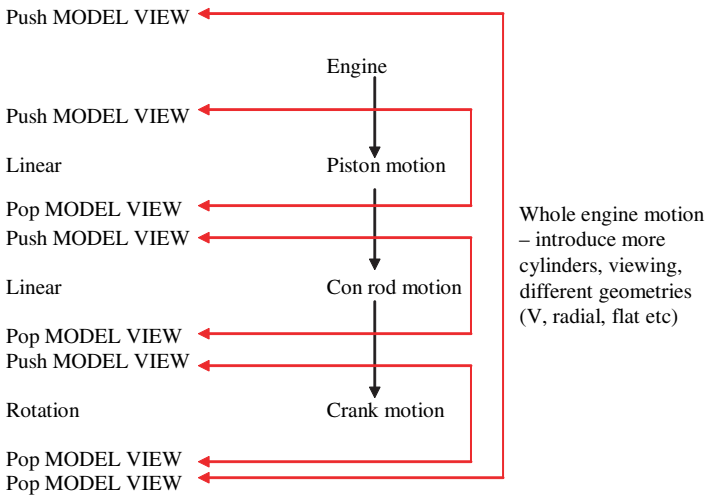 Push MODEL VIEW
Engine
Push MODEL VIEW
Linear
Piston motion
Pop MODEL VIEW
Push MODEL VIEW
Linear
Con rod motion
Pop MODEL VIEW
Push MODEL VIEW
Rotation
Crank motion
Pop MODEL VIEW
Pop MODEL VIEW
Whole engine motion
– introduce more
cylinders, viewing,
different geometries
(V, radial, flat etc)